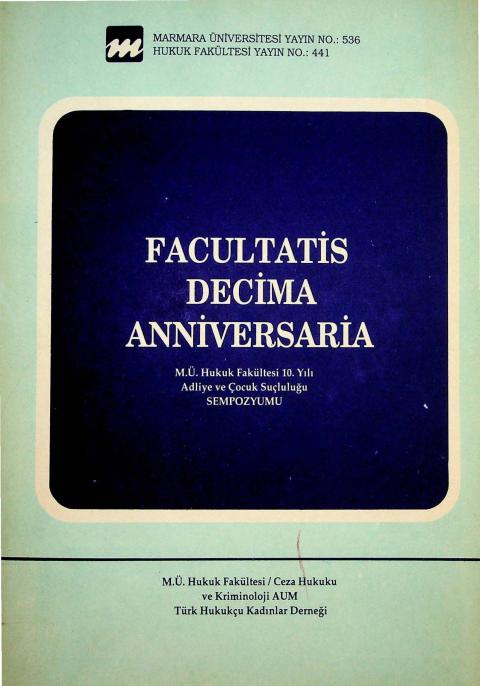 m
MARMARA ÜNİVERSİTESİ YAYIN NO.: 536
HUKUK FAKÜLTESİ YAYIN NO.: 441
FACULTATİS
DECİMA
ANNİVERSARİA
M.Ü. Hukuk Fakültesi 10. Yılı
Adliye ve Çocuk Suçluluğu
SEMPOZYUMU
M.Ü. Hukuk Fakültesi / Ceza Hukuku
ve Kriminoloji AUM
Türk Hukukçu Kadınlar Derneği